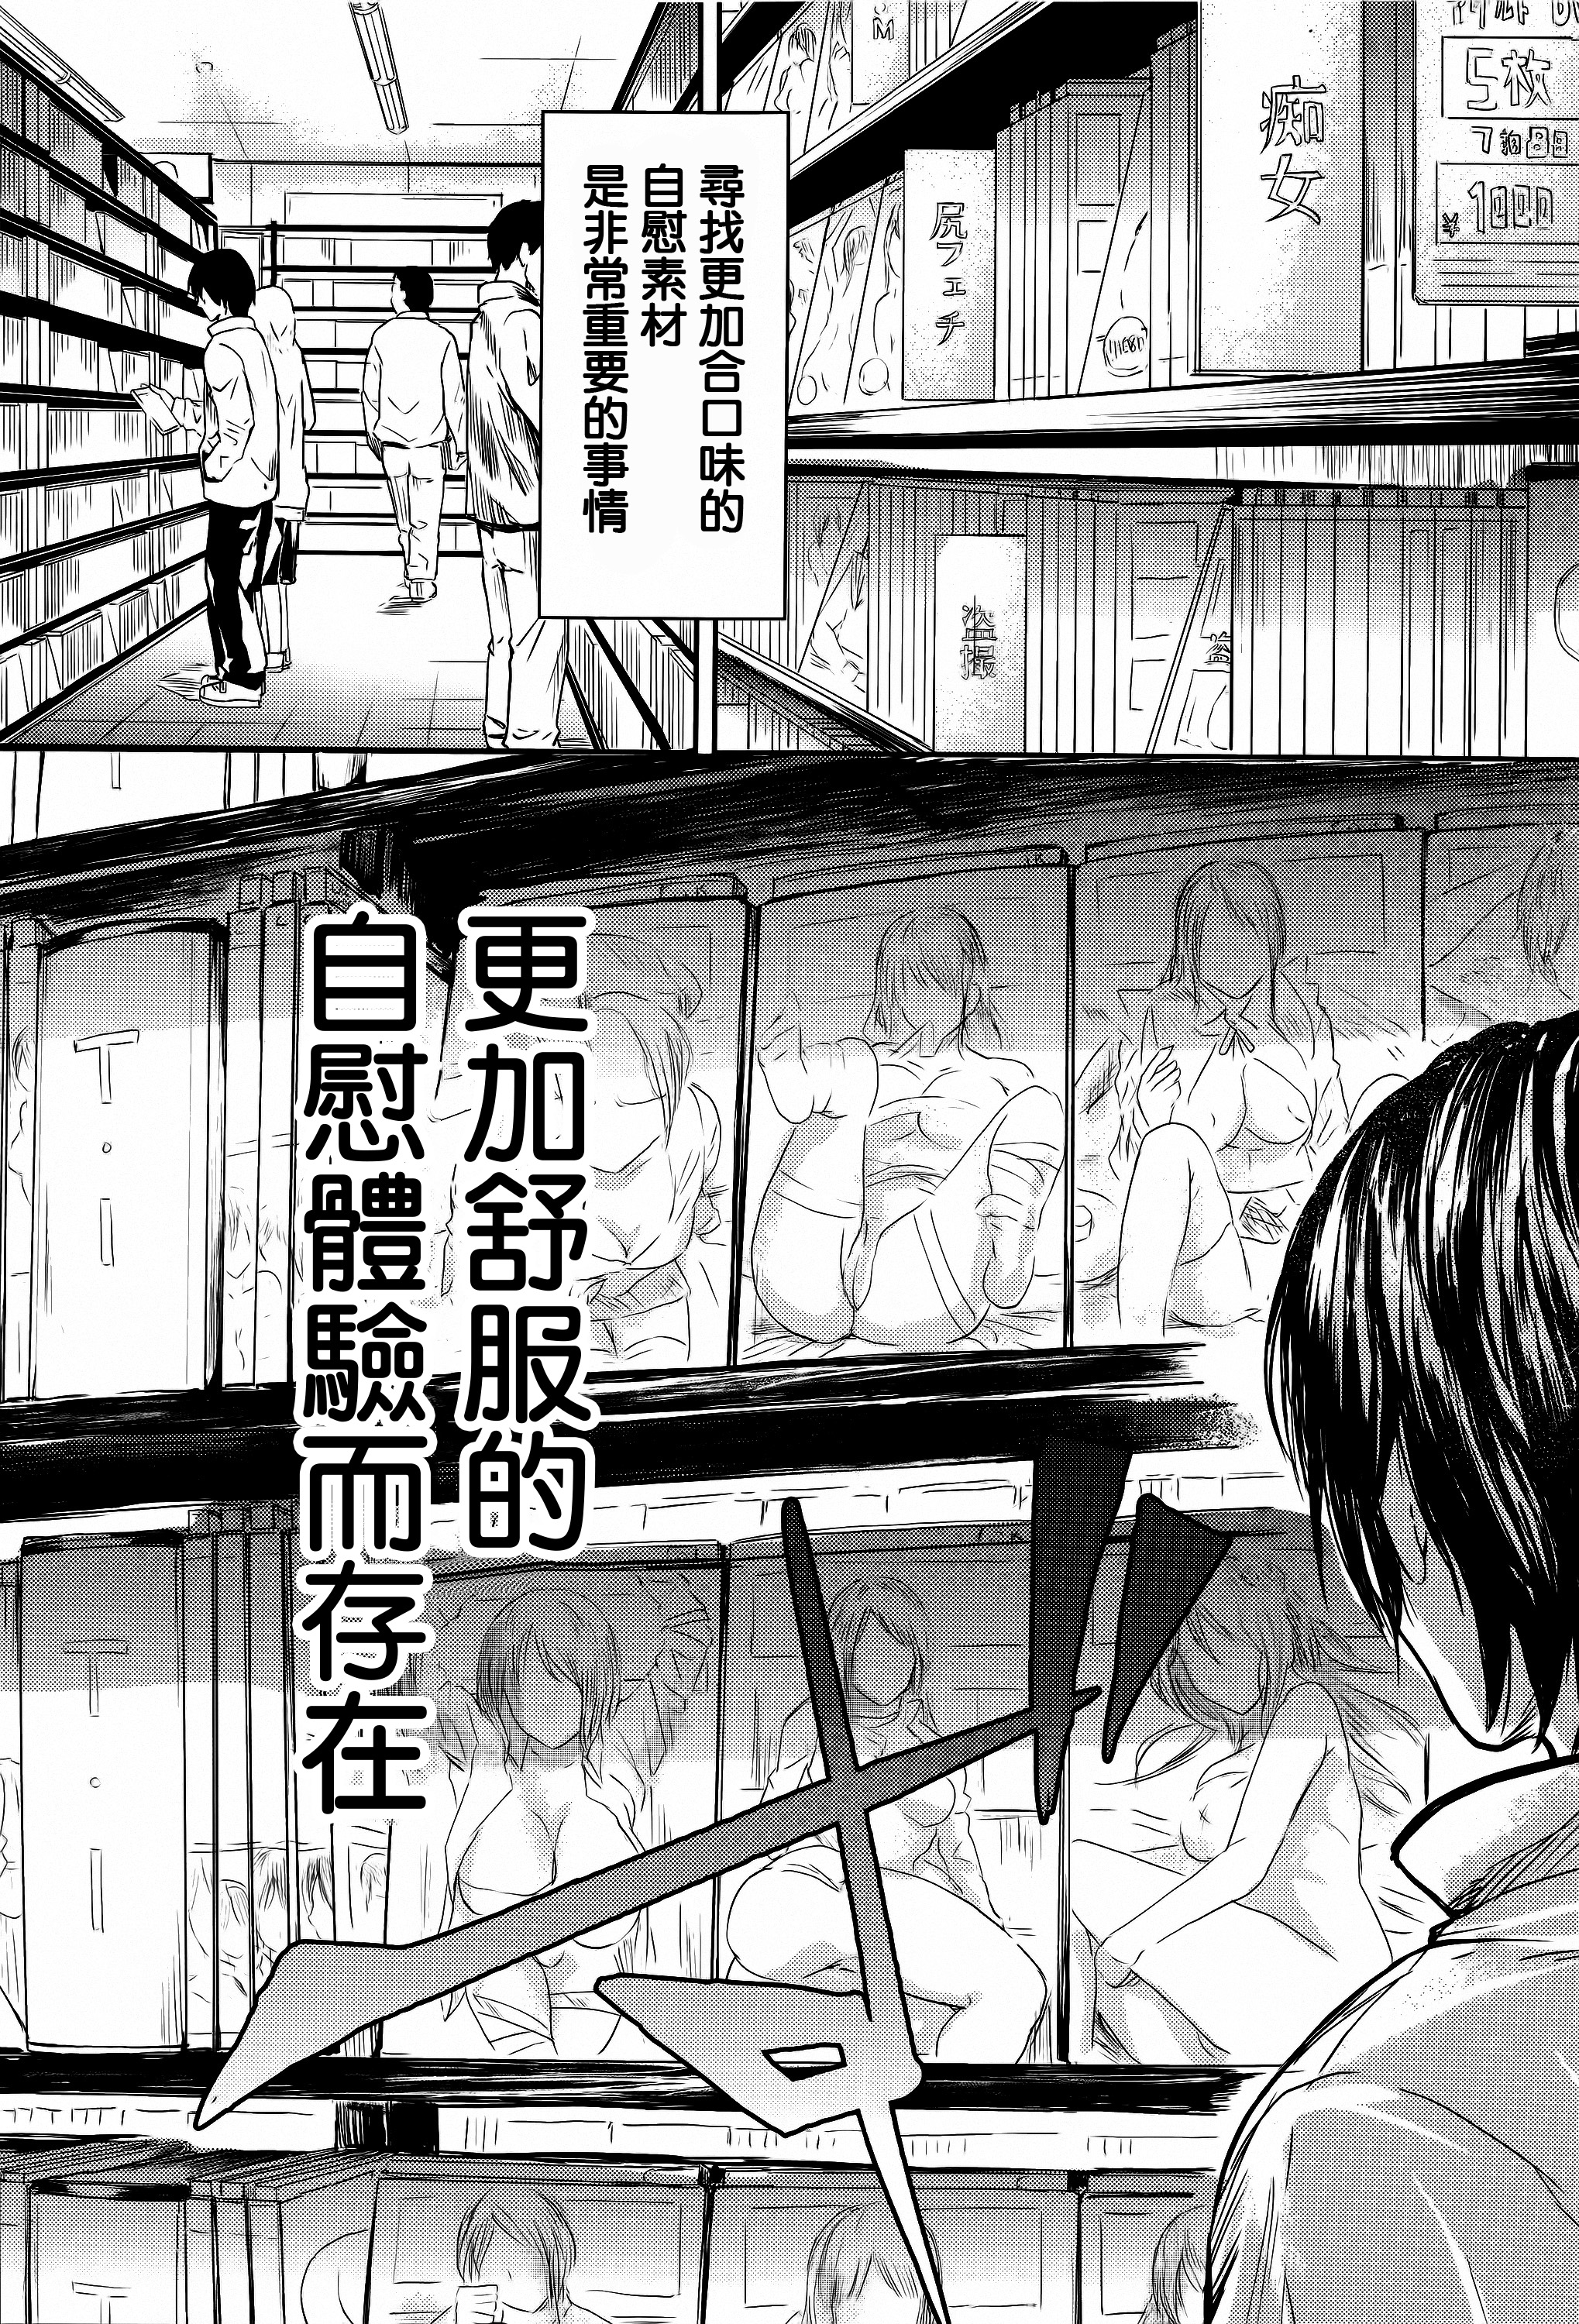 5枚
7泊8日
¥1000
痴女
尻フェチ
盗撮
盗
尋找更加合口味的
自慰素材
是非常重要的事情
更加舒服的
自慰體驗而存在
T・I
T・I